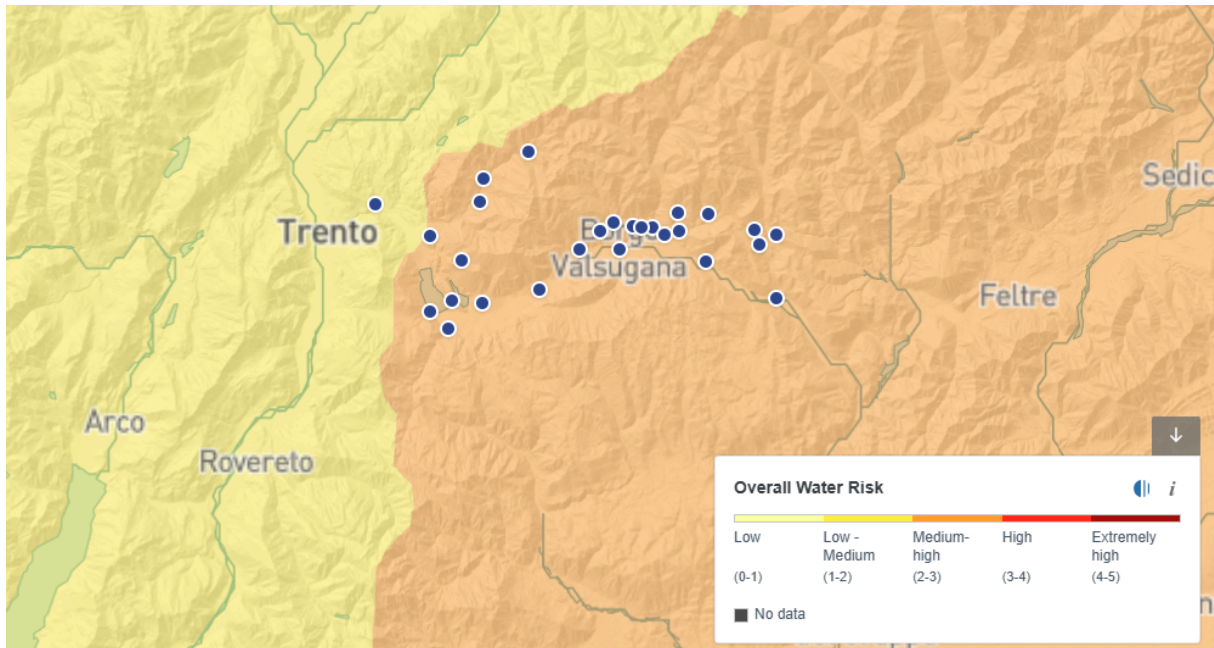 Sedic
Trento
Borgo
Valsugana
Feltre
Arco
Rovereto
Overall Water Risk
i
Low
Low - Medium
Medium-high
High
Extremely high
(0-1)
(1-2)
(2-3)
(3-4)
(4-5)
No data